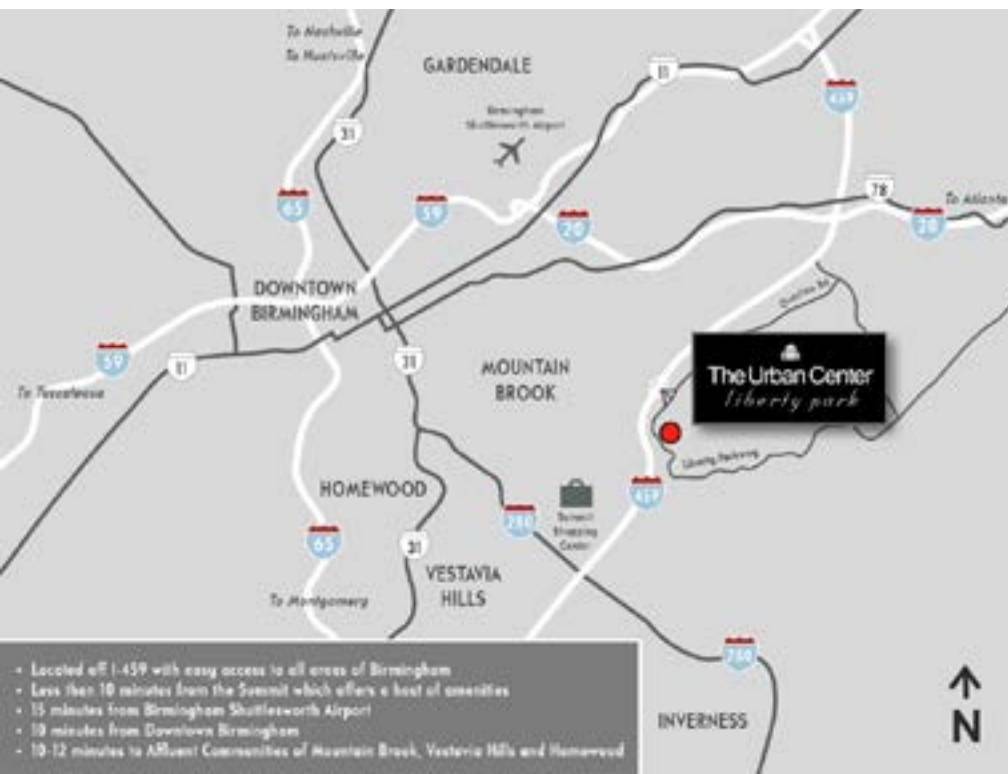 To Nashville
To Huntsville
GARDENDALE
11
Birmingham
Shuttlesworth Airport
459
31
65
59
20
78
To Atlanta
20
DOWNTOWN
BIRMINGHAM
The Urban Center
liberty park
59
11
31
MOUNTAIN
BROOK
To Tuscaloosa
Liberty Parkway
HOMEWOOD
459
280
Summit
Shopping
Center
65
31
VESTAVIA
HILLS
To Montgomery
280
INVERNESS
N
• Located off I-459 with easy access to all areas of Birmingham
• Less than 10 minutes from the Summit which offers a host of amenities
• 15 minutes from Birmingham Shuttlesworth Airport
• 10 minutes from Downtown Birmingham
• 10-12 minutes to Affluent Communities of Mountain Brook, Vestavia Hills and Homewood